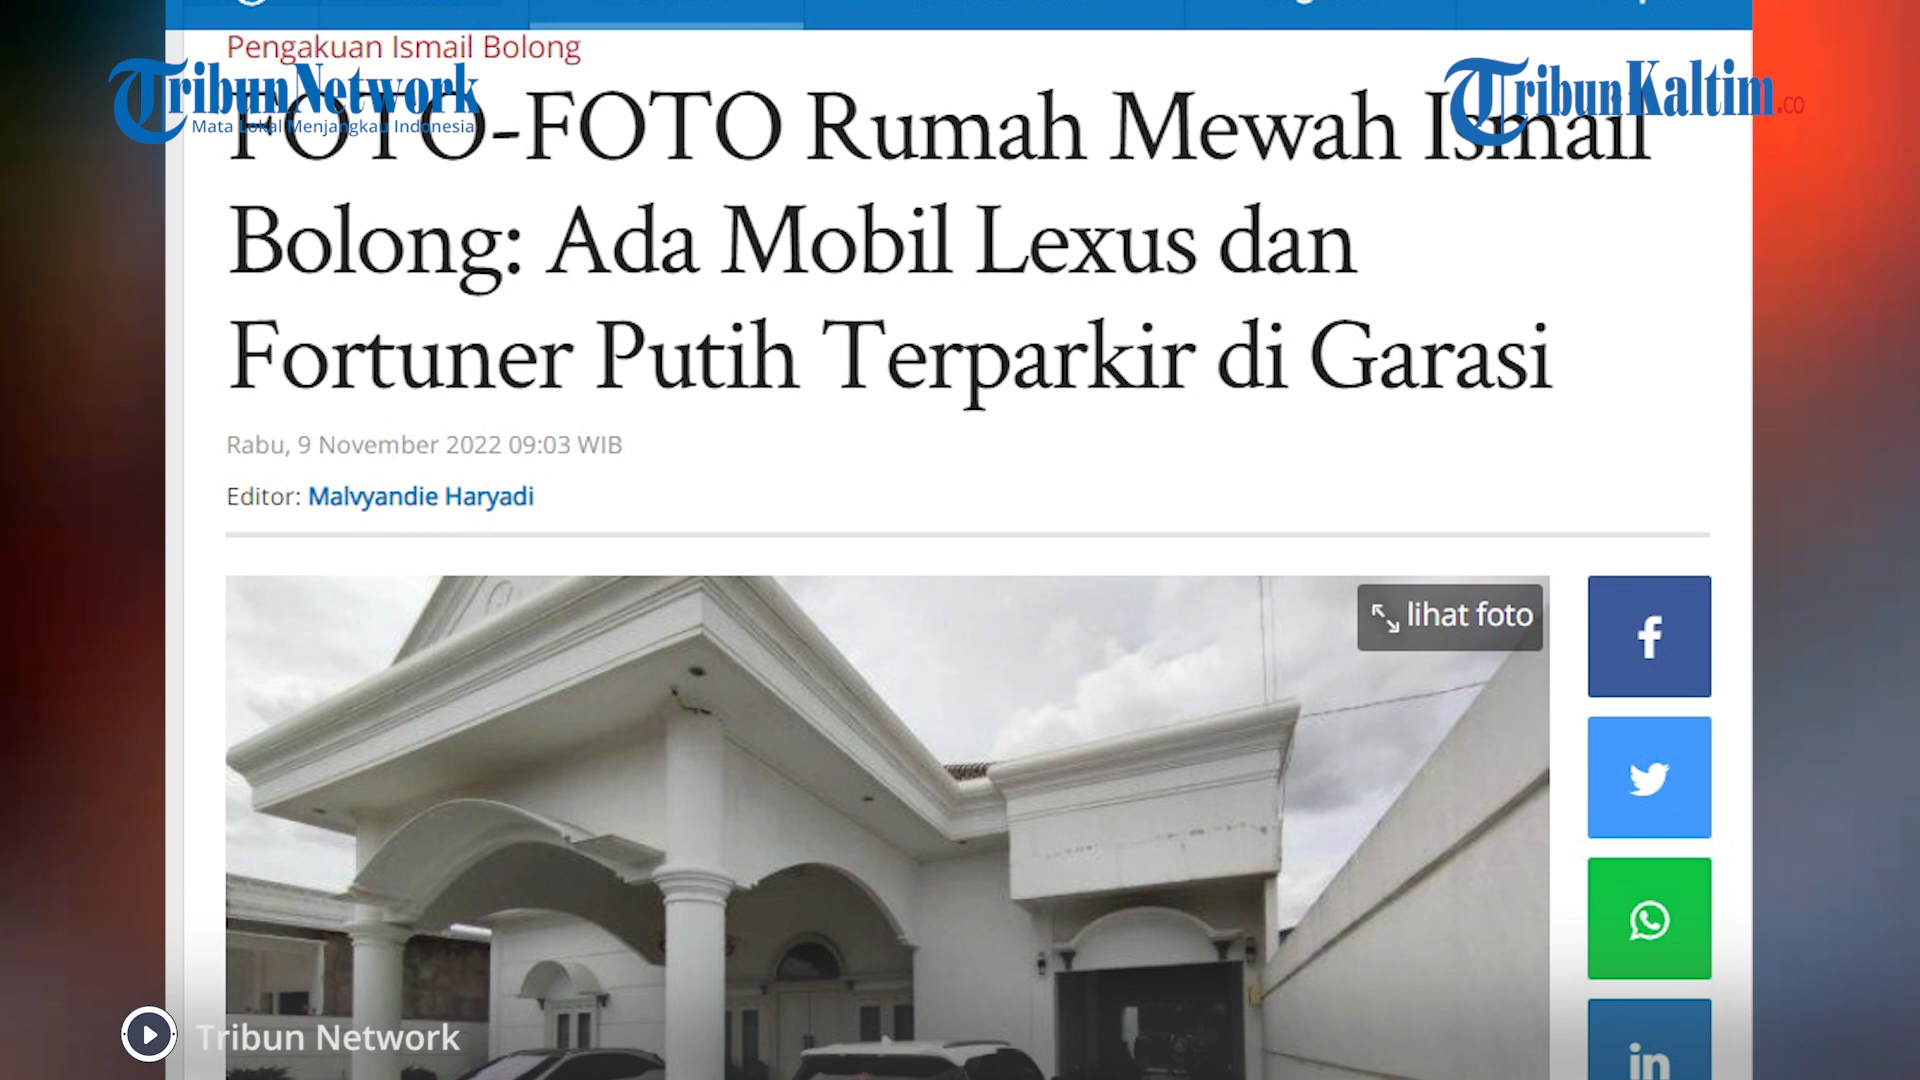 Pengakuan Ismail Bolong
TribunNetwork
Mata Lokal Menjangkau Indonesia
TribunKaltim.co
FOTO-FOTO Rumah Mewah Ismail
Bolong: Ada Mobil Lexus dan
Fortuner Putih Terparkir di Garasi
Rabu, 9 November 2022 09:03 WIB
Editor: Malvyandie Haryadi
lihat foto
f
in
Tribun Network